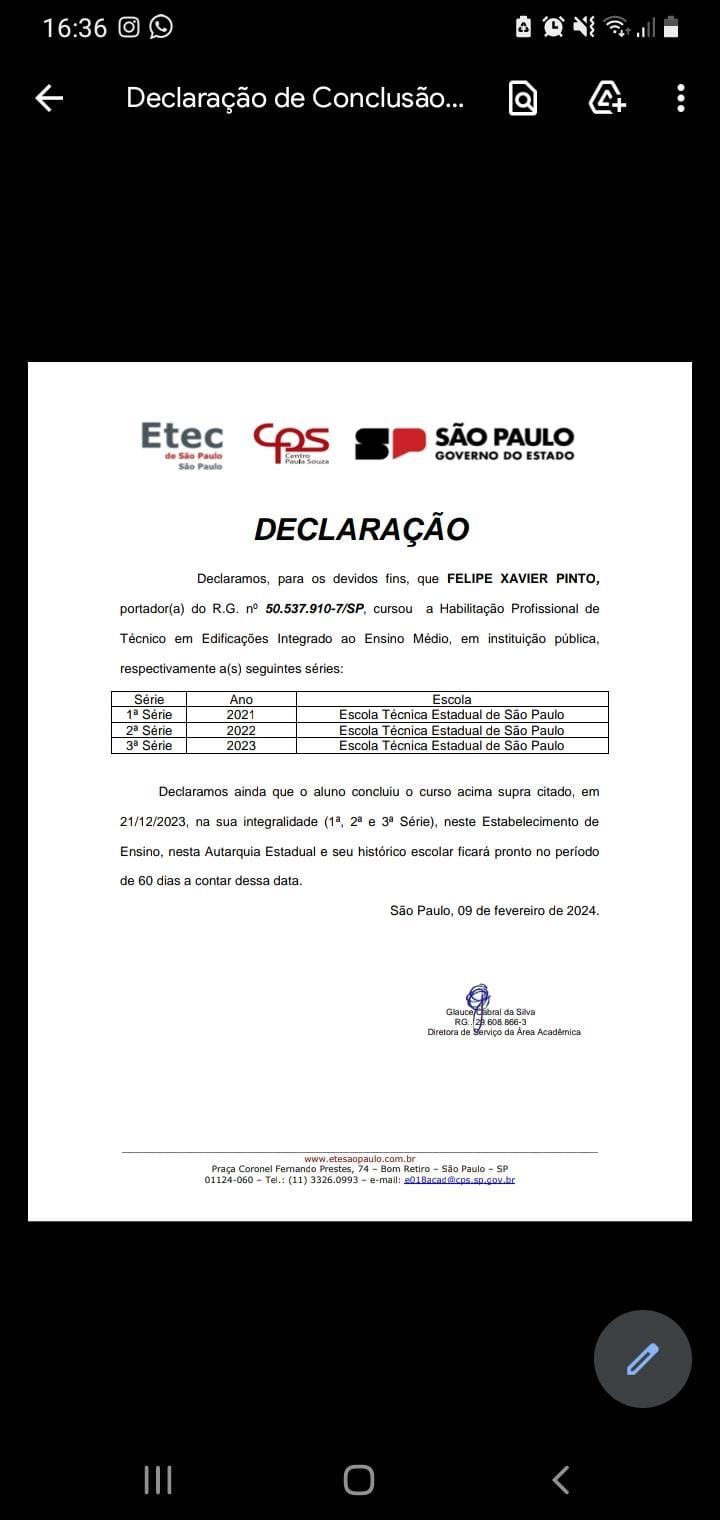 16:36
Declaração de Conclusão...
Etec
de São Paulo
São Paulo
CPS
Centro
Paula Souza
SP
SÃO PAULO
GOVERNO DO ESTADO
DECLARAÇÃO
Declaramos, para os devidos fins, que FELIPE XAVIER PINTO,
portador(a) do R.G. nº 50.537.910-7/SP, cursou a Habilitação Profissional de
Técnico em Edificações Integrado ao Ensino Médio, em instituição pública,
respectivamente a(s) seguintes séries:
Série Ano Escola
1ª Série 2021 Escola Técnica Estadual de São Paulo
2ª Série 2022 Escola Técnica Estadual de São Paulo
3ª Série 2023 Escola Técnica Estadual de São Paulo
Declaramos ainda que o aluno concluiu o curso acima supra citado, em
21/12/2023, na sua integralidade (1ª, 2ª e 3ª Série), neste Estabelecimento de
Ensino, nesta Autarquia Estadual e seu histórico escolar ficará pronto no período
de 60 dias a contar dessa data.
São Paulo, 09 de fevereiro de 2024.
Glauce Cabral da Silva
RG.: 29.608.866-3
Diretora de Serviço da Área Acadêmica
www.etesaopaulo.com.br
Praça Coronel Fernando Prestes, 74 – Bom Retiro – São Paulo – SP
01124-060 – Tel.: (11) 3326.0993 – e-mail: e018acad@cps.sp.gov.br